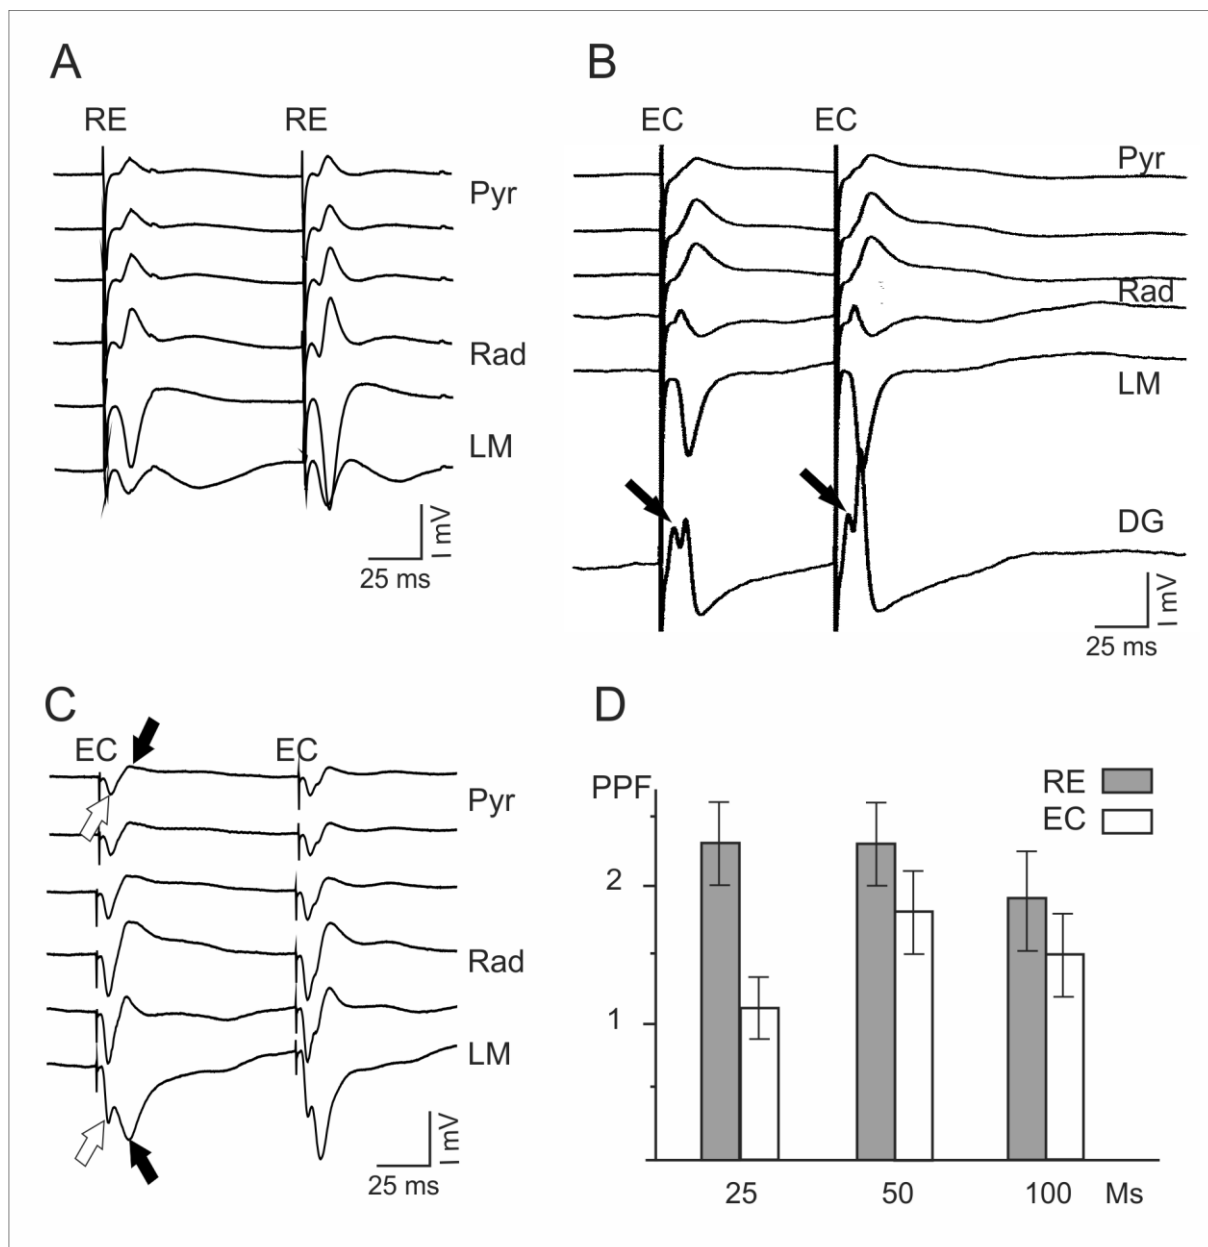 A
RE RE
Pyr
Rad
LM
I mV
25 ms
B
EC EC
Pyr
Rad
LM
DG
I mV
25 ms
C
EC EC
Pyr
Rad
LM
I mV
25 ms
D
PPF
RE
EC
2
1
25 50 100 Ms